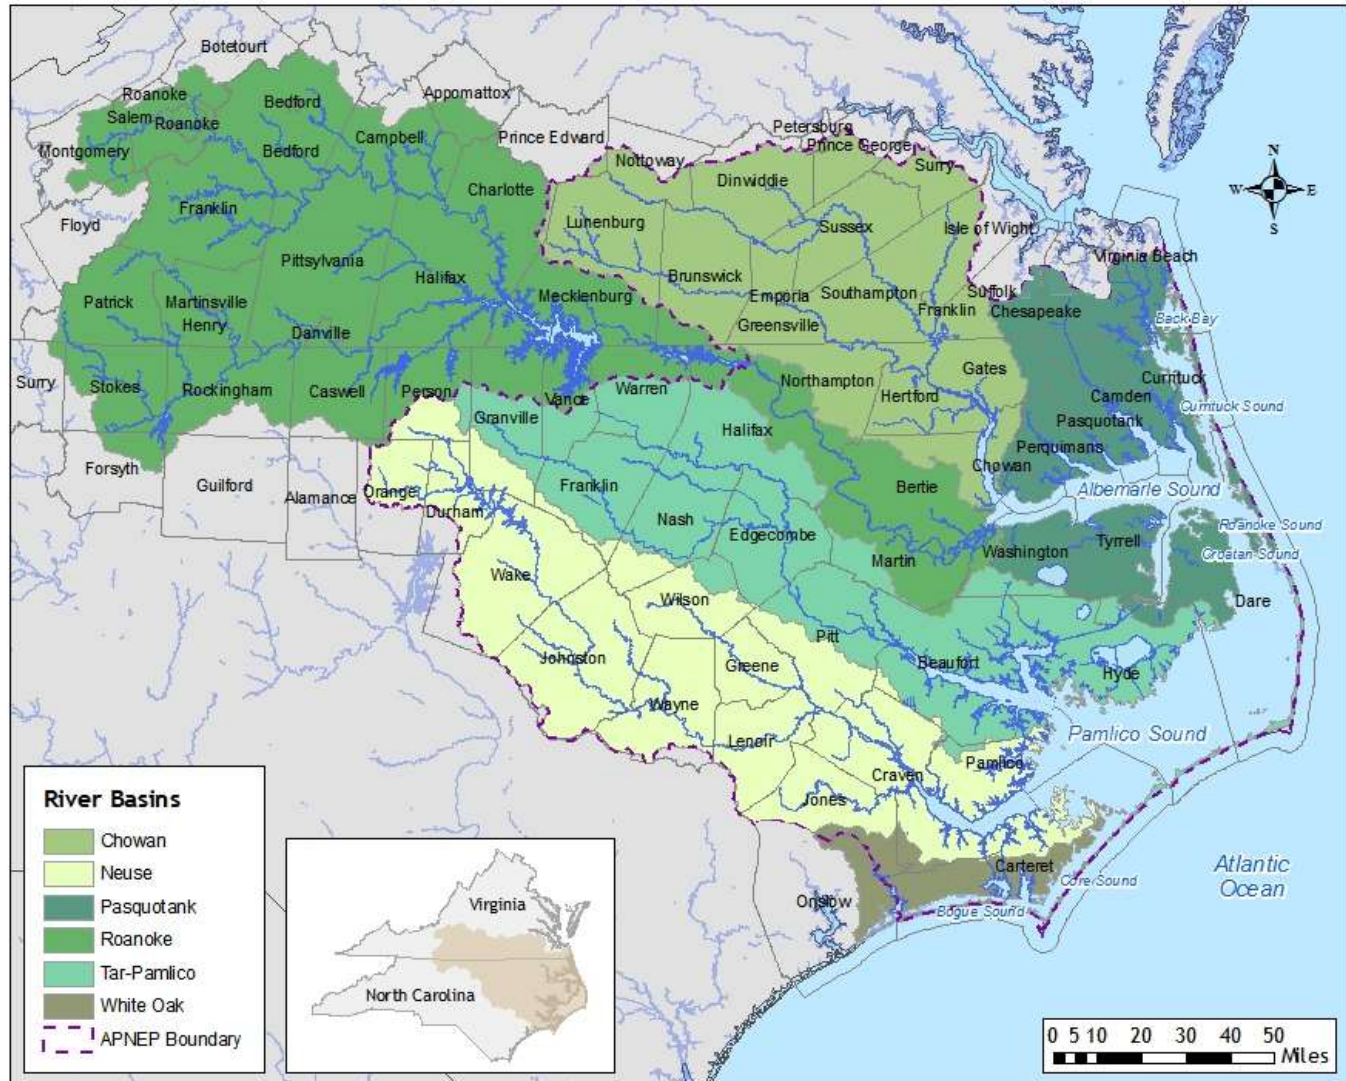 Botetourt
Roanoke
Bedford
Appomattox
Salem
Roanoke
Campbell
Prince Edward
Petersburg
Prince George
Montgomery
Bedford
Nottoway
Surry
Charlotte
Dinwiddie
Floyd
Franklin
Lunenburg
Sussex
Isle of Wight
Virginia Beach
N
W
E
S
Pittsylvania
Halifax
Brunswick
Emporia
Southampton
Suffolk
Patrick
Martinsville
Mecklenburg
Franklin
Chesapeake
Henry
Danville
Greensville
Back Bay
Surry
Stokes
Rockingham
Caswell
Person
Vance
Warren
Northampton
Gates
Currituck
Hertford
Camden
Currituck Sound
Granville
Halifax
Pasquotank
Perquimans
Forsyth
Guilford
Alamance
Orange
Franklin
Chowan
Bertie
Albemarle Sound
Durham
Nash
Edgecombe
Roanoke Sound
Martin
Washington
Tyrrell
Croatan Sound
Wake
Wilson
Dare
Pitt
Johnston
Greene
Beaufort
Hyde
Wayne
Lenoir
Pamlico Sound
Pamlico
Craven
Jones
Carteret
Core Sound
Onslow
Bogue Sound
Atlantic
Ocean
River Basins
Chowan
Neuse
Pasquotank
Roanoke
Tar-Pamlico
White Oak
APNEP Boundary
Virginia
North Carolina
0 5 10 20 30 40 50
Miles